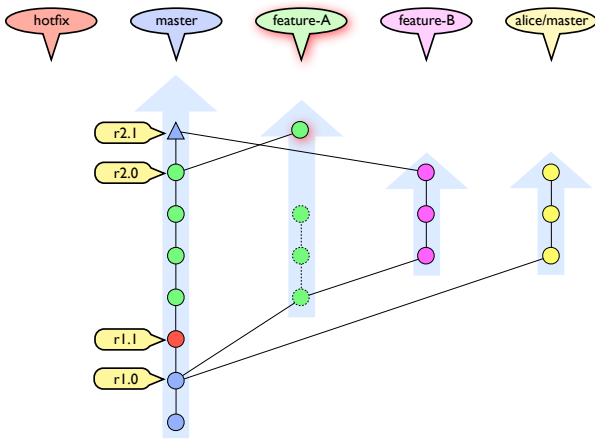 hotfix
master
feature-A
feature-B
alice/master
r2.1
r2.0
r1.1
r1.0